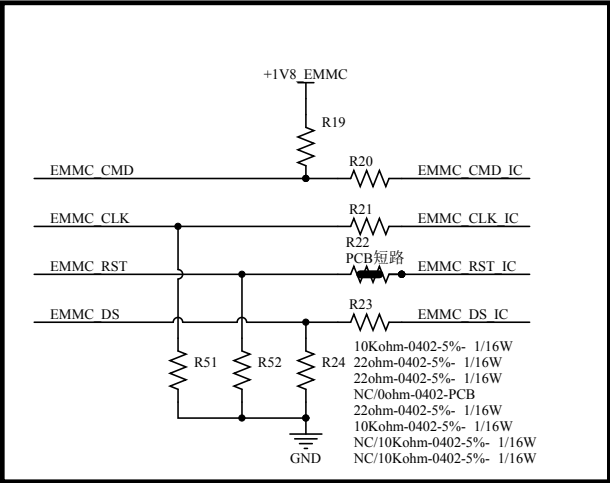 +1V8_EMMC
R19
R20
EMMC_CMD
EMMC_CMD_IC
R21
EMMC_CLK
EMMC_CLK_IC
R22
PCB短路
EMMC_RST
EMMC_RST_IC
R23
EMMC_DS
EMMC_DS_IC
R51
R52
R24
10Kohm-0402-5%- 1/16W
22ohm-0402-5%- 1/16W
22ohm-0402-5%- 1/16W
NC/0ohm-0402-PCB
22ohm-0402-5%- 1/16W
10Kohm-0402-5%- 1/16W
NC/10Kohm-0402-5%- 1/16W
NC/10Kohm-0402-5%- 1/16W
GND